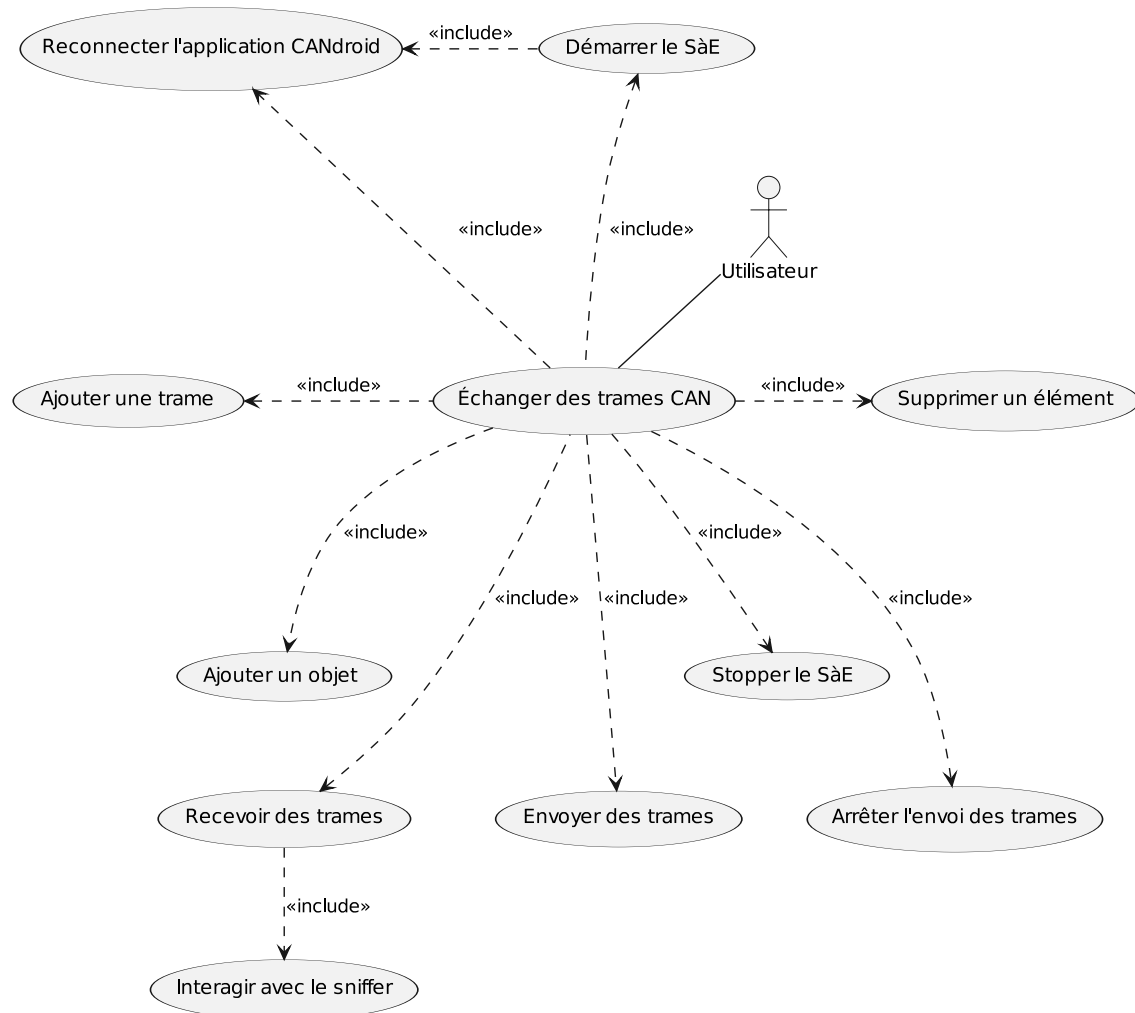 Reconnecter l'application CANdroid
«include»
Démarrer le SàE
«include»
«include»
Utilisateur
Ajouter une trame
«include»
Échanger des trames CAN
«include»
Supprimer un élément
«include»
«include»
«include»
«include»
«include»
Ajouter un objet
Stopper le SàE
Recevoir des trames
Envoyer des trames
Arrêter l'envoi des trames
«include»
Interagir avec le sniffer